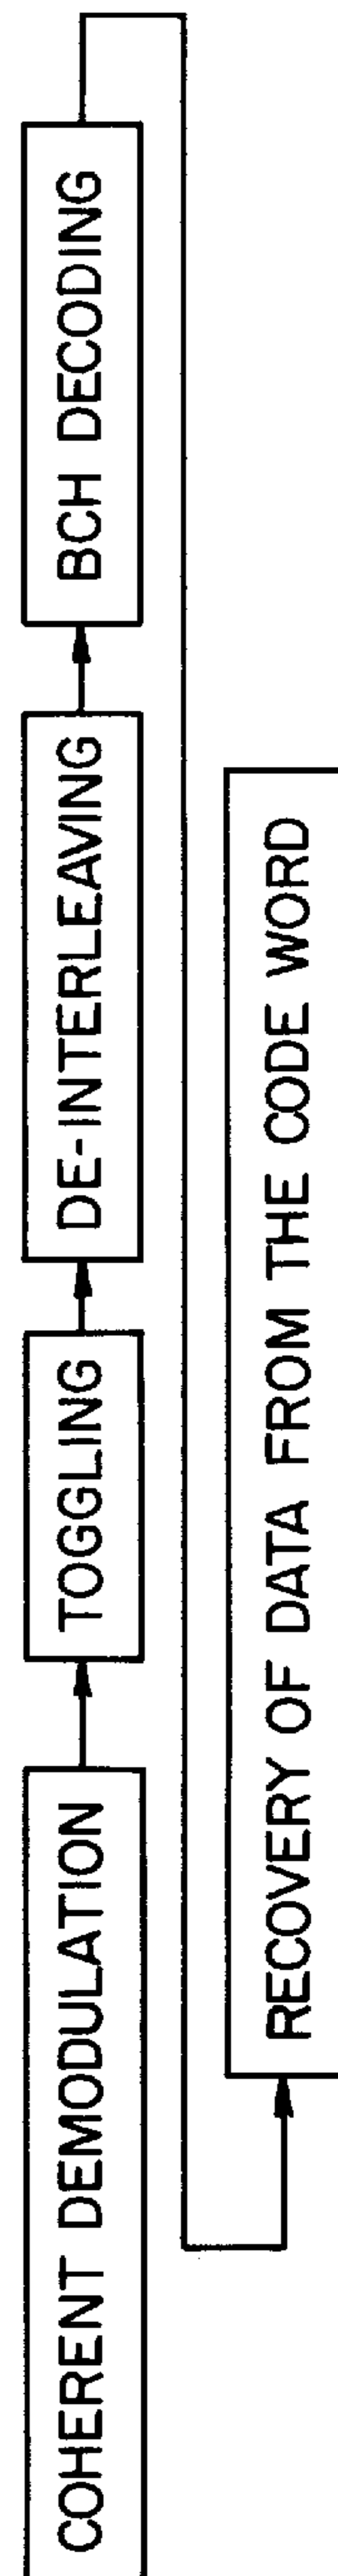 COHERENT DEMODULATION
TOGGLING
DE-INTERLEAVING
BCH DECODING
RECOVERY OF DATA FROM THE CODE WORD